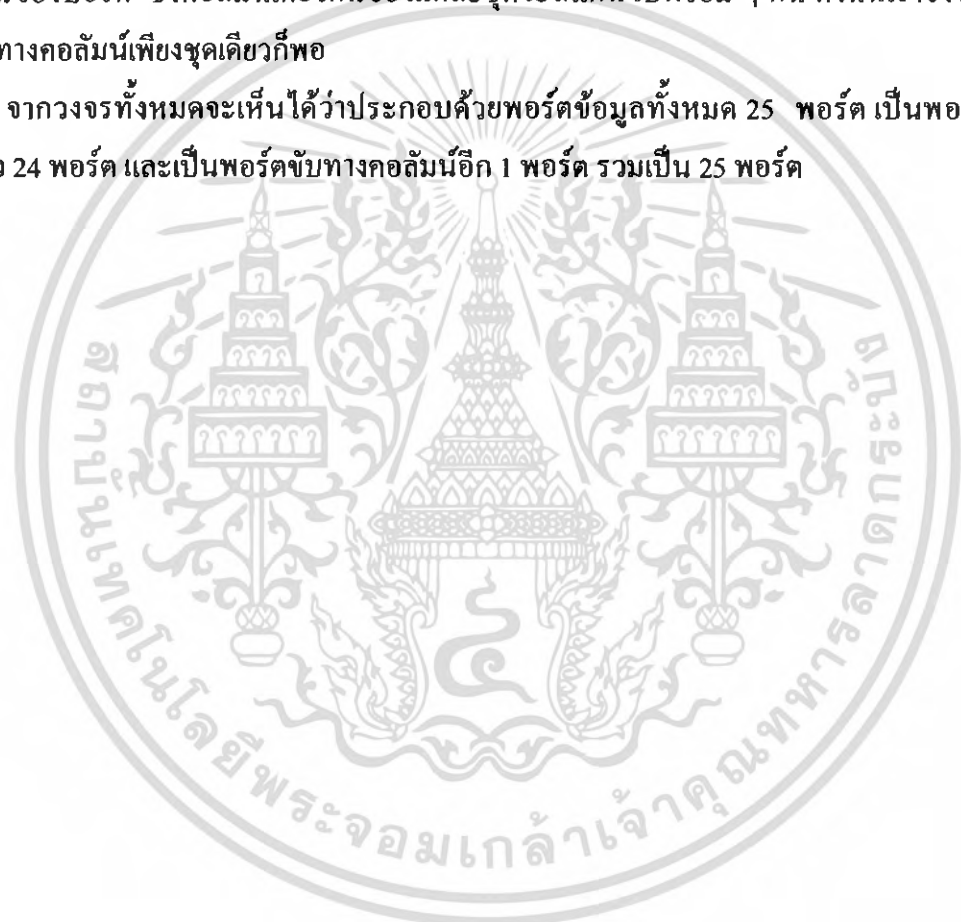 ทางคอลัมน์เพียงชุดเดียวก็พอ
จากวงจรทั้งหมดจะเห็นได้ว่าประกอบด้วยพอร์ตข้อมูลทั้งหมด 25 พอร์ต เป็นพอ
24 พอร์ต และเป็นพอร์ตขับทางคอลัมน์อีก 1 พอร์ต รวมเป็น 25 พอร์ต
สถาบันเทคโนโลยีพระจอมเกล้าเจ้าคุณทหารลาดกระบัง